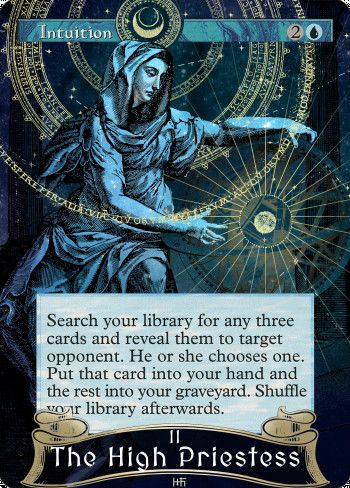 Intuition 2
Search your library for any three
cards and reveal them to target
opponent. He or she chooses one.
Put that card into your hand and
the rest into your graveyard. Shuffle
your library afterwards.
II
The High Priestess